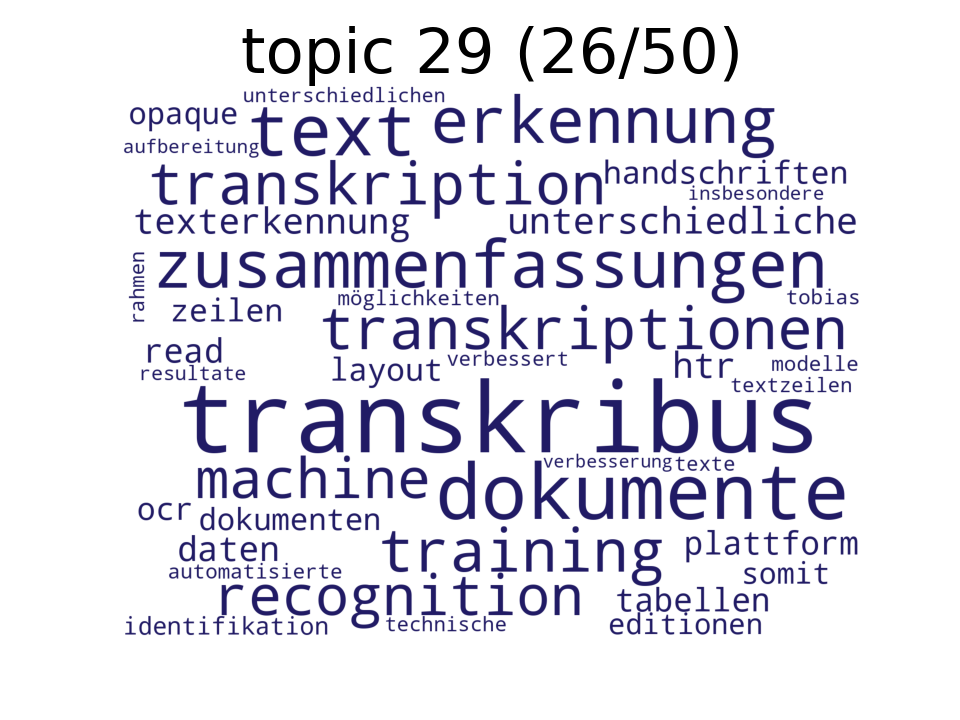 topic 29 (26/50)
unterschiedlichen
opaque text erkennung
aufbereitung
transkription handschriften
insbesondere
texterkennung unterschiedliche
zusammenfassungen
rahmen
zeilen möglichkeiten tobias
transkriptionen
read layout verbessert htr modelle
resultate textzeilen
transkribus
machine verbesserung texte
dokumente
ocr dokumenten
daten training plattform
automatisierte somit
recognition tabellen
identifikation technische editionen